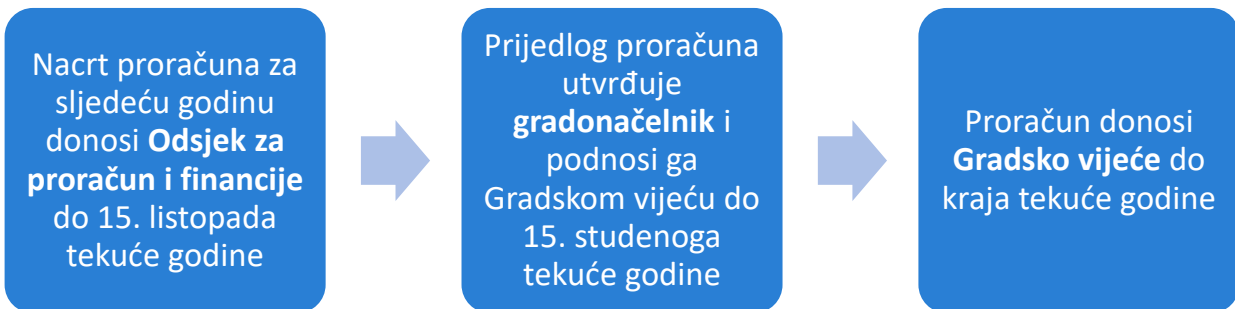 Nacrt proračuna za
sljedeću godinu
donosi Odsjek za
proračun i financije
do 15. listopada
tekuće godine
Prijedlog proračuna
utvrđuje
gradonačelnik i
podnosi ga
Gradskom vijeću do
15. studenoga
tekuće godine
Proračun donosi
Gradsko vijeće do
kraja tekuće godine